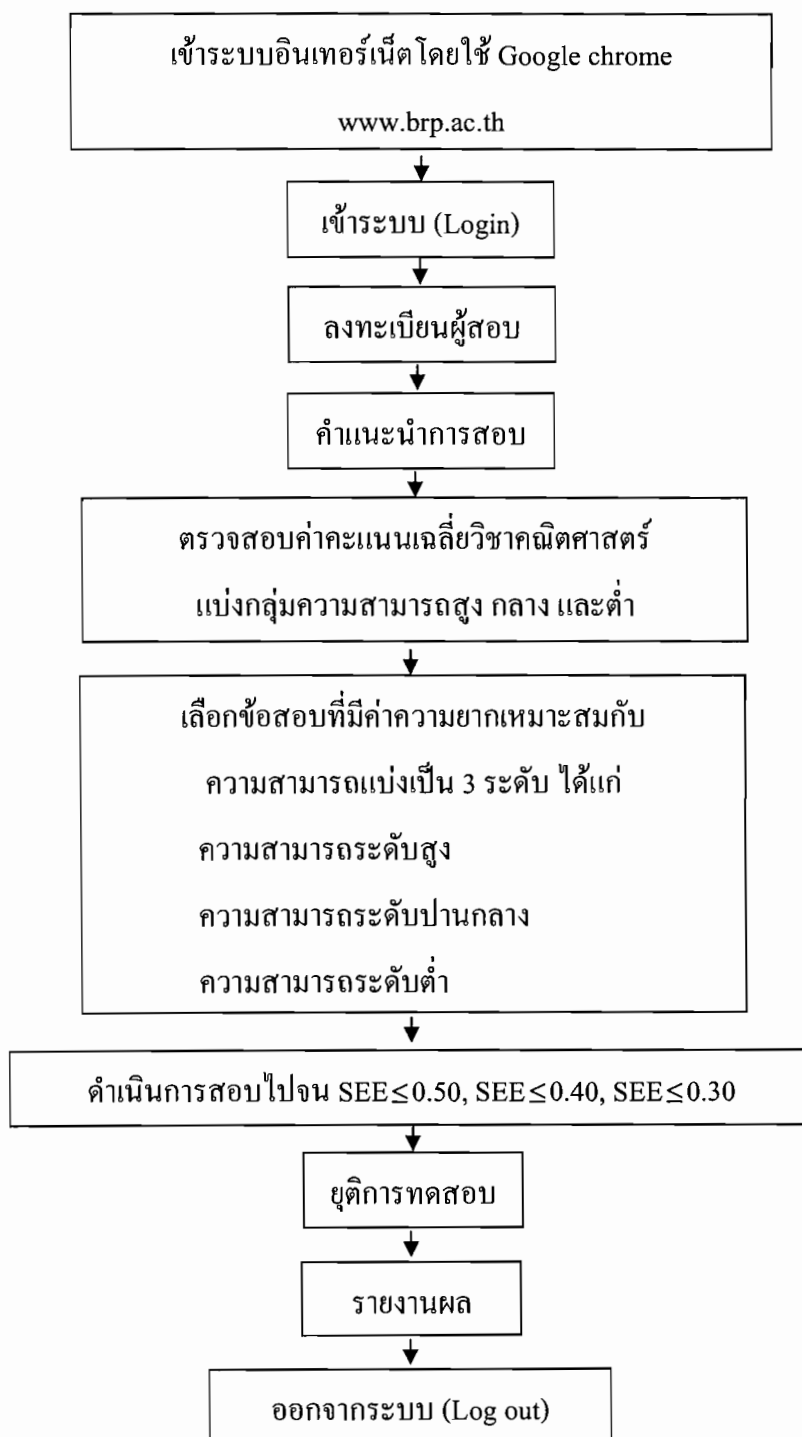 เข้าระบบอินเทอร์เน็ตโดยใช้ Google chrome
www.brp.ac.th
เข้าระบบ (Login)
ลงทะเบียนผู้สอบ
คำแนะนำการสอบ
ตรวจสอบค่าคะแนนเฉลี่ยวิชาคณิตศาสตร์
แบ่งกลุ่มความสามารถสูง กลาง และต่ำ
เลือกข้อสอบที่มีค่าความยากเหมาะสมกับ
ความสามารถแบ่งเป็น 3 ระดับ ได้แก่
ความสามารถระดับสูง
ความสามารถระดับปานกลาง
ความสามารถระดับต่ำ
ดำเนินการสอบไปจน SEE≤0.50, SEE≤0.40, SEE≤0.30
ยุติการทดสอบ
รายงานผล
ออกจากระบบ (Log out)